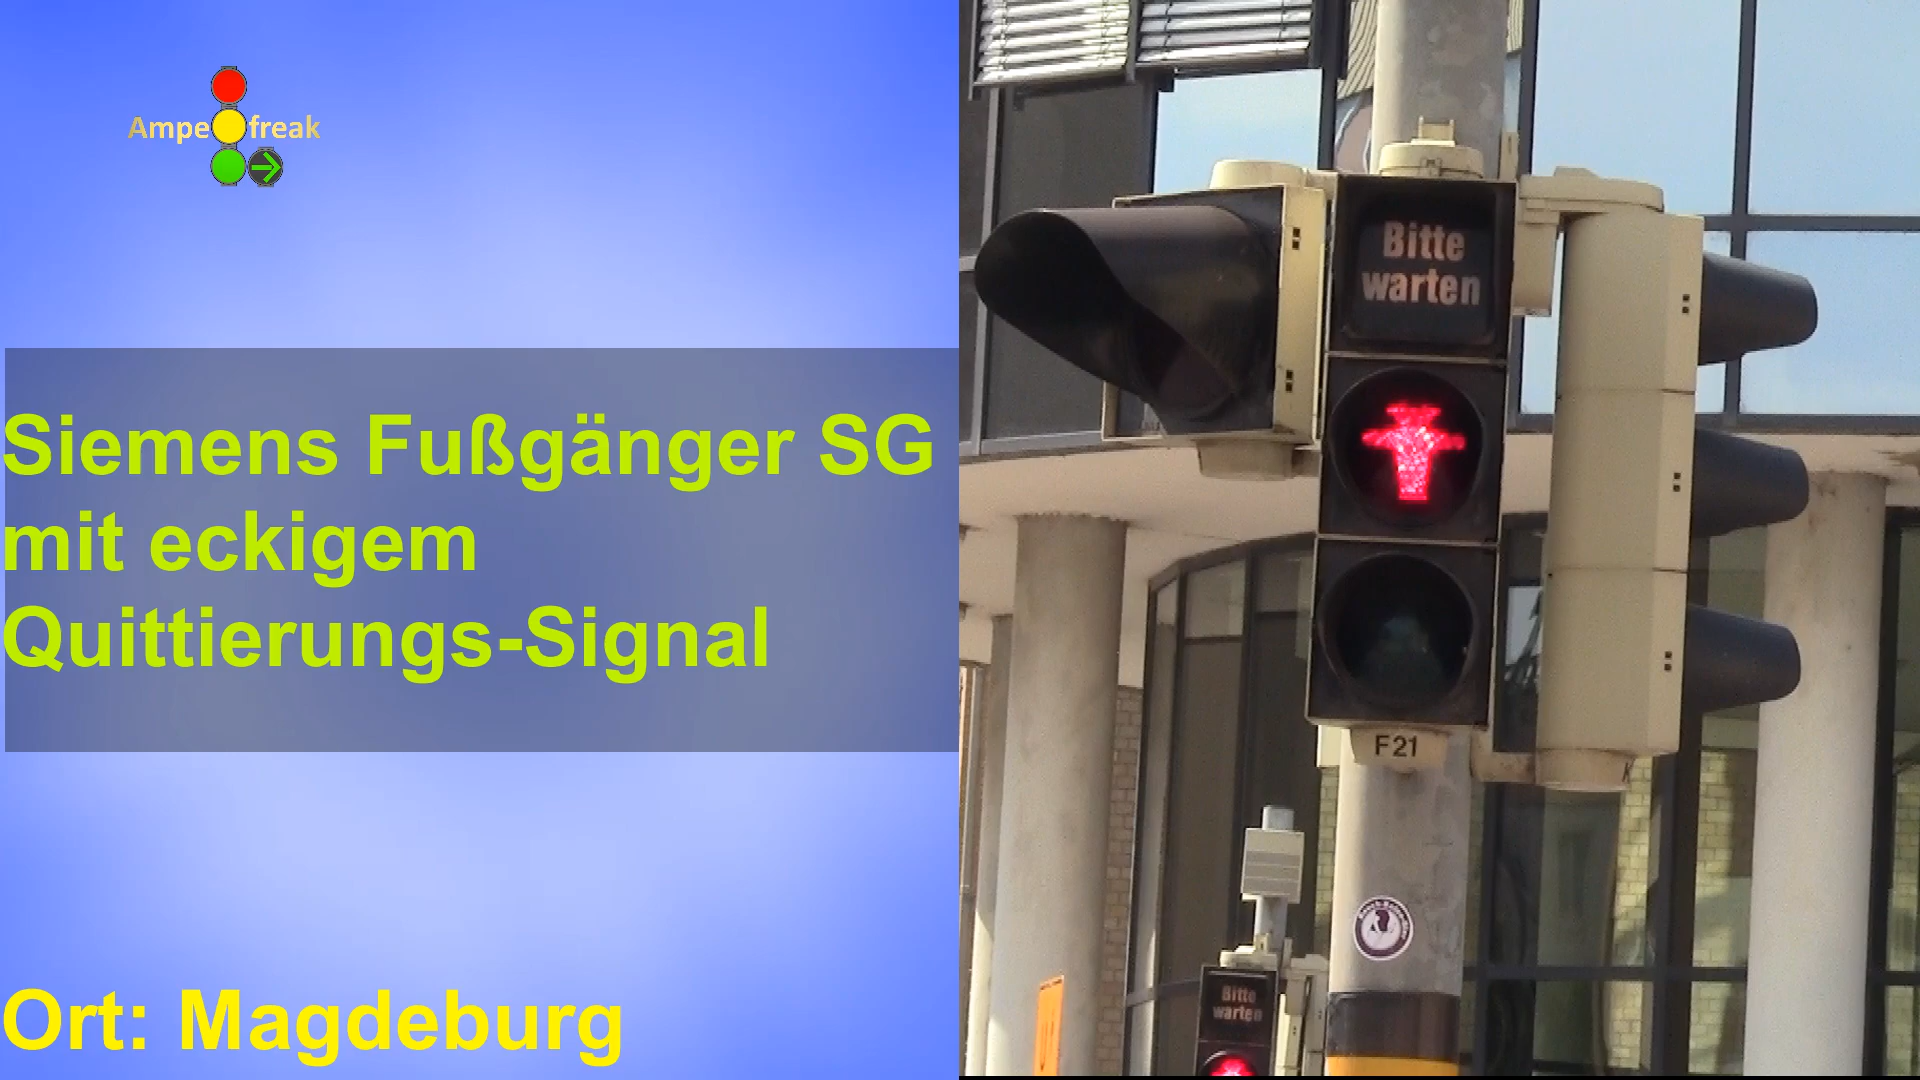 Ampe freak
Siemens Fußgänger SG
mit eckigem
Quittierungs-Signal
Ort: Magdeburg
Bitte
warten
F21
K
Bitte
warten